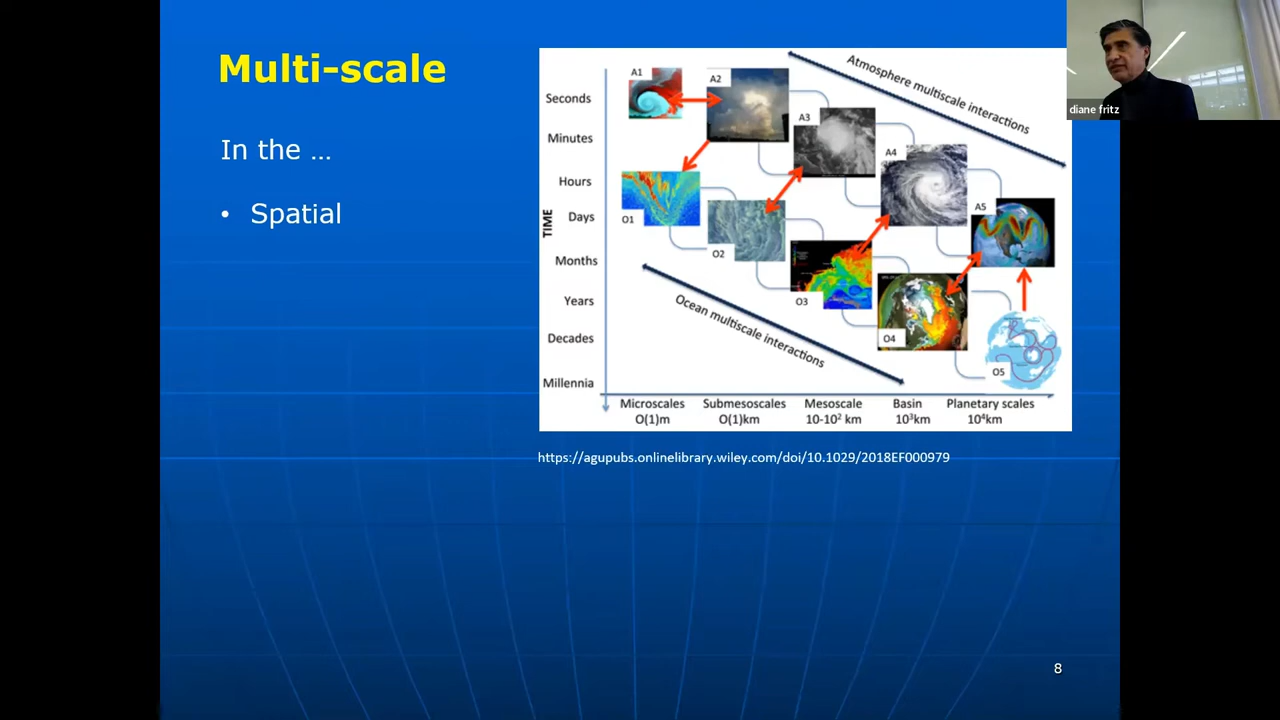 Multi-scale
In the …
• Spatial
Atmosphere multiscale interactions
Seconds
Minutes
Hours
Days
Months
Years
Decades
Millennia
TIME
A1
A2
A3
A4
A5
O1
O2
O3
O4
O5
Ocean multiscale interactions
Microscales
O(1)m
Submesoscales
O(1)km
Mesoscale
10-10² km
Basin
10³km
Planetary scales
10⁴km
https://agupubs.onlinelibrary.wiley.com/doi/10.1029/2018EF000979
8
diane fritz